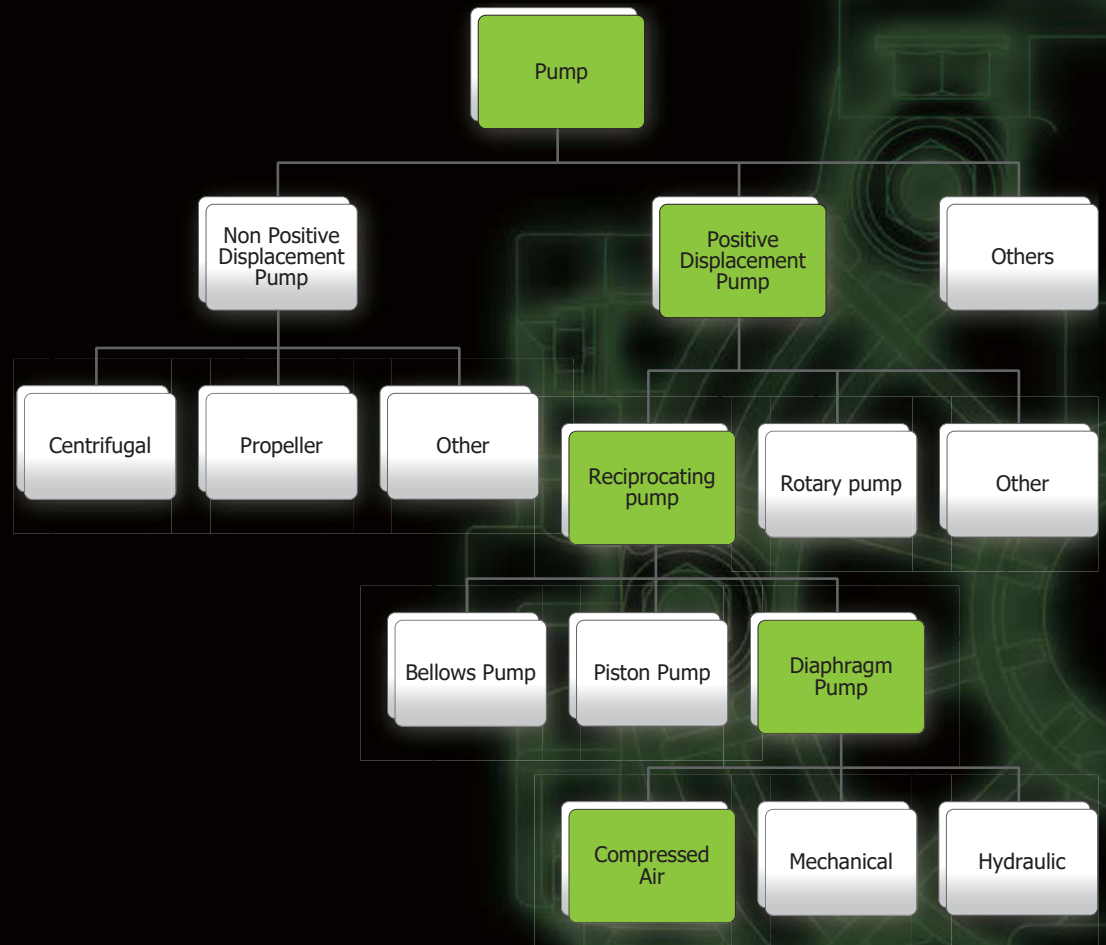 Pump
Non Positive
Displacement
Pump
Positive
Displacement
Pump
Others
Centrifugal
Propeller
Other
Reciprocating
pump
Rotary pump
Other
Bellows Pump
Piston Pump
Diaphragm
Pump
Compressed
Air
Mechanical
Hydraulic